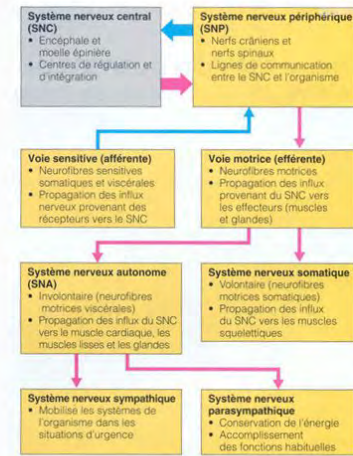 Système nerveux central
(SNC)
• Encéphale et
moelle épinière
• Centres de régulation et
d'intégration
Système nerveux périphérique
(SNP)
• Nerfs crâniens et
nerfs spinaux
• Lignes de communication
entre le SNC et l'organisme
Voie sensitive (afférente)
• Neurofibres sensitives
somatiques et viscérales
• Propagation des influx
nerveux provenant des
récepteurs vers le SNC
Voie motrice (efférente)
• Neurofibres motrices
• Propagation des influx
provenant du SNC vers
les effecteurs (muscles
et glandes)
Système nerveux autonome
(SNA)
• Involontaire (neurofibres
motrices viscérales)
• Propagation des influx du SNC
vers le muscle cardiaque, les
muscles lisses et les glandes
Système nerveux somatique
• Volontaire (neurofibres
motrices somatiques)
• Propagation des influx
du SNC vers les muscles
squelettiques
Système nerveux sympathique
• Mobilise les systèmes de
l'organisme dans les
situations d'urgence
Système nerveux
parasympathique
• Conservation de l'énergie
• Accomplissement
des fonctions habituelles